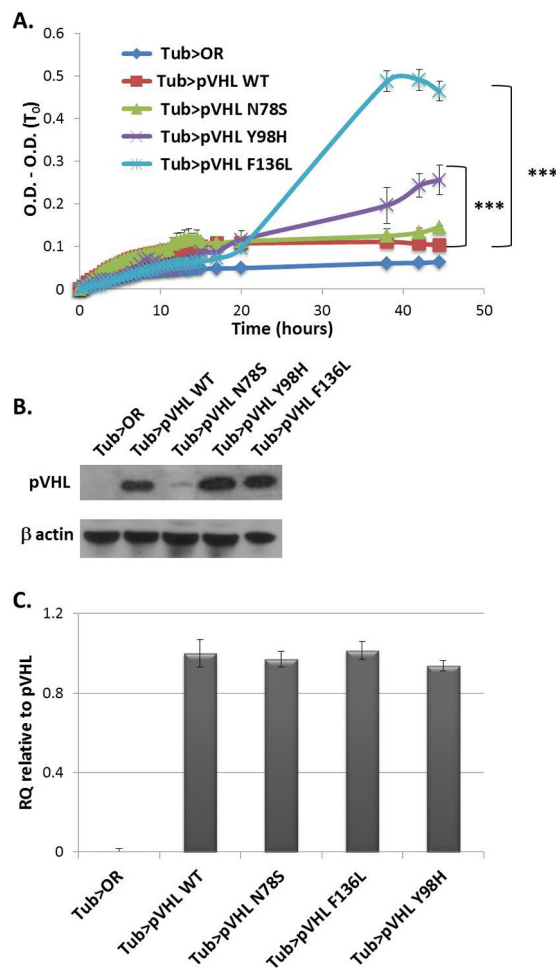 A.
O.D. - O.D. (T0)
0.6
0.5
0.4
0.3
0.2
0.1
0
Tub>OR
Tub>pVHL WT
Tub>pVHL N78S
Tub>pVHL Y98H
Tub>pVHL F136L
***
***
0 10 20 30 40 50
Time (hours)
B.
Tub>OR
Tub>pVHL WT
Tub>pVHL N78S
Tub>pVHL Y98H
Tub>pVHL F136L
pVHL
β actin
C.
RQ relative to pVHL
1.2
0.8
0.4
0
Tub>OR
Tub>pVHL WT
Tub>pVHL N78S
Tub>pVHL F136L
Tub>pVHL Y98H